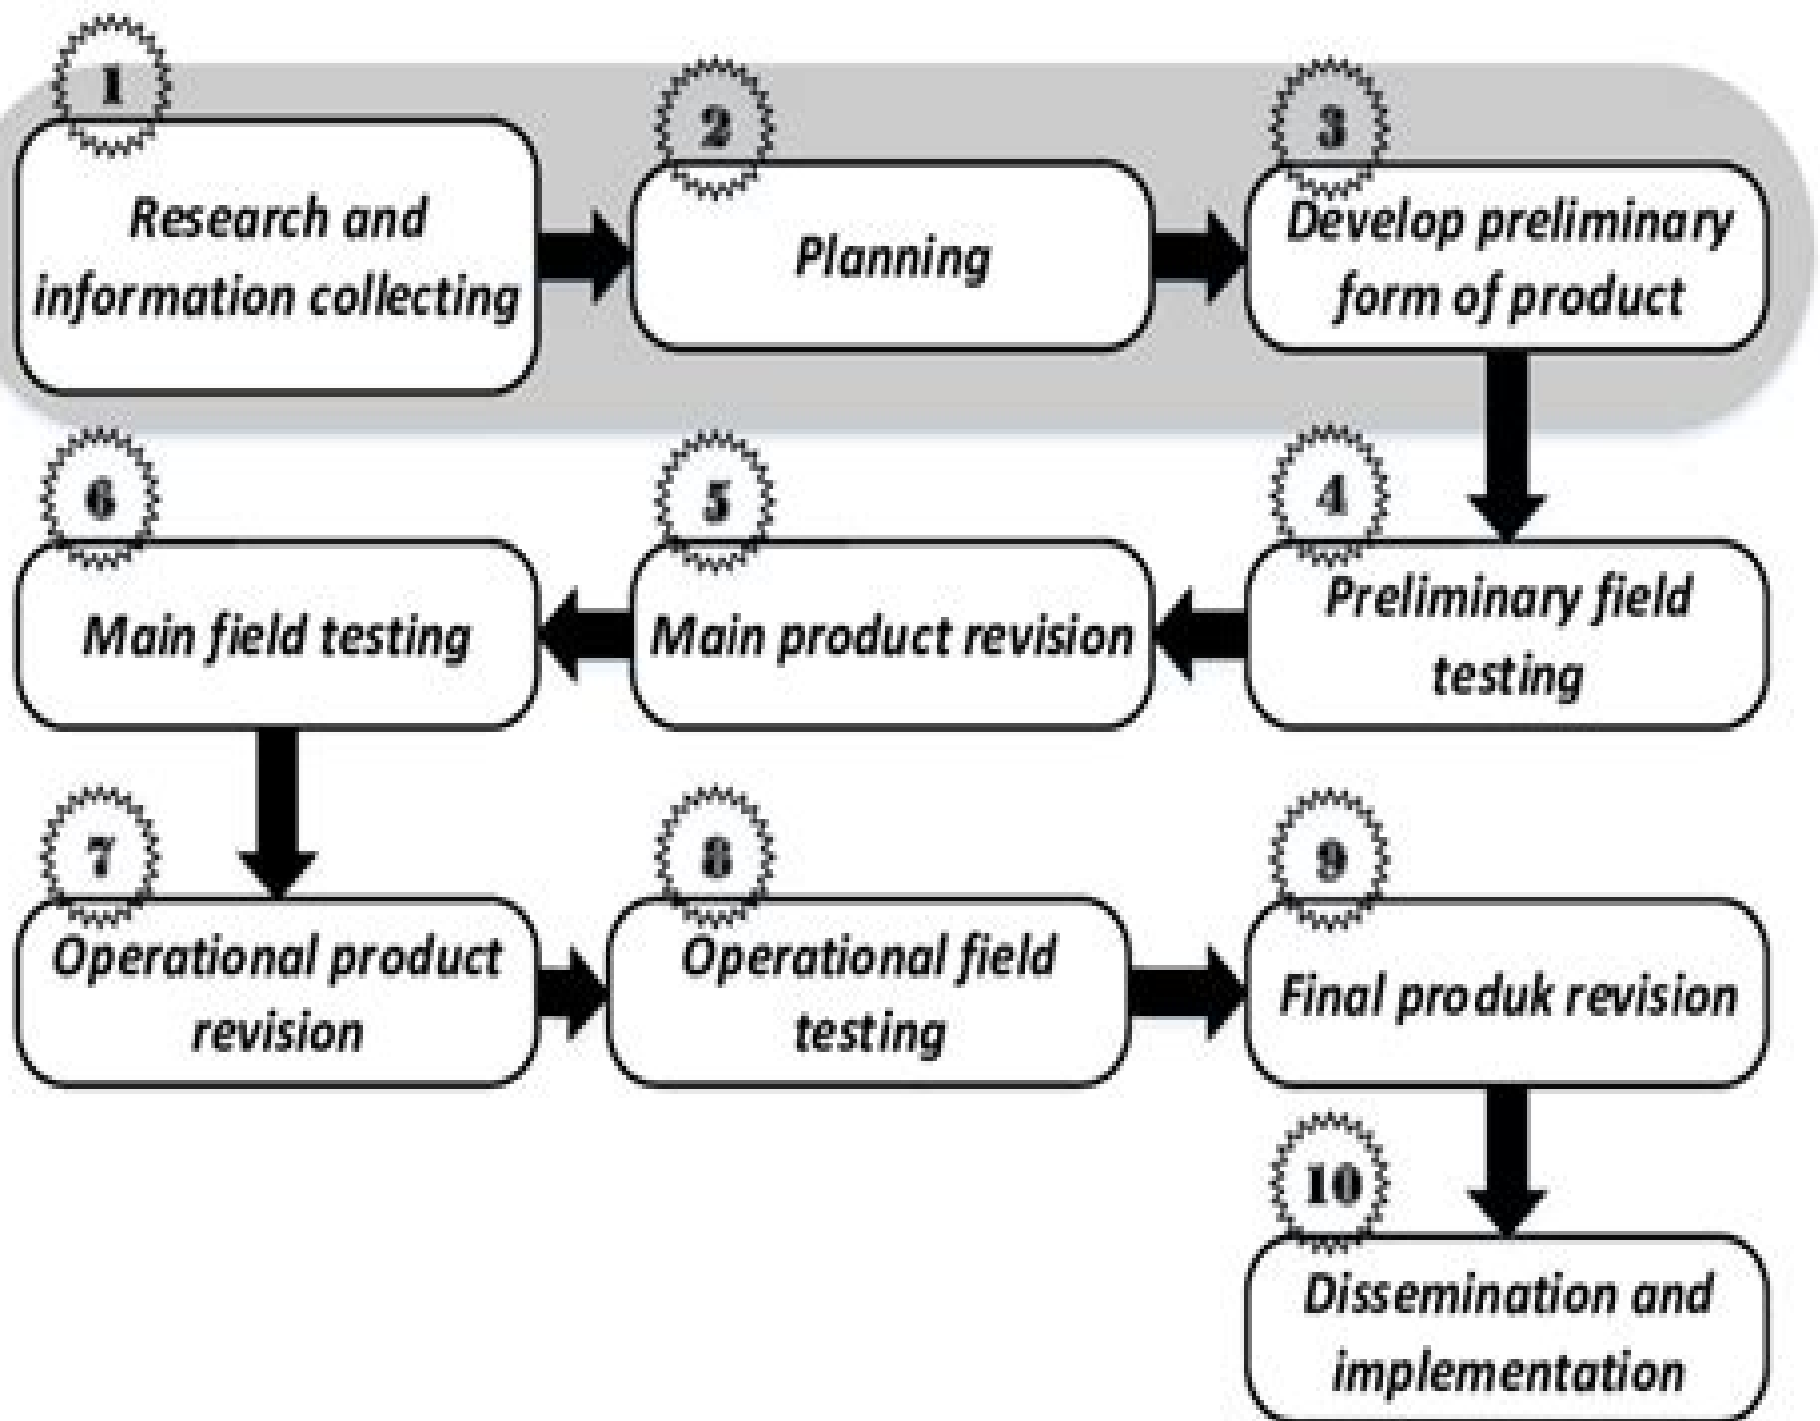 1
Research and
information collecting
2
Planning
3
Develop preliminary
form of product
4
Preliminary field
testing
5
Main product revision
6
Main field testing
7
Operational product
revision
8
Operational field
testing
9
Final produk revision
10
Dissemination and
implementation